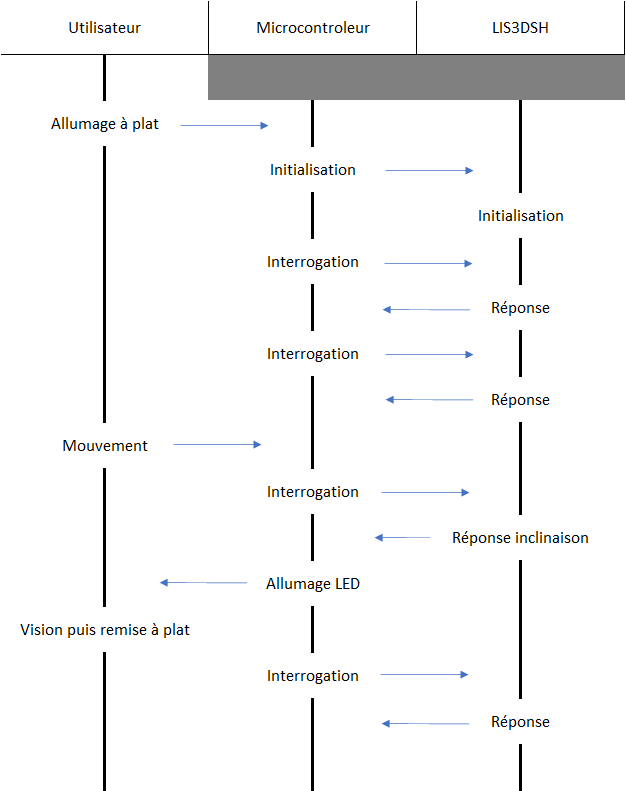 Utilisateur
Microcontroleur
LIS3DSH
Allumage à plat
Initialisation
Initialisation
Interrogation
Réponse
Interrogation
Réponse
Mouvement
Interrogation
Réponse inclinaison
Allumage LED
Vision puis remise à plat
Interrogation
Réponse